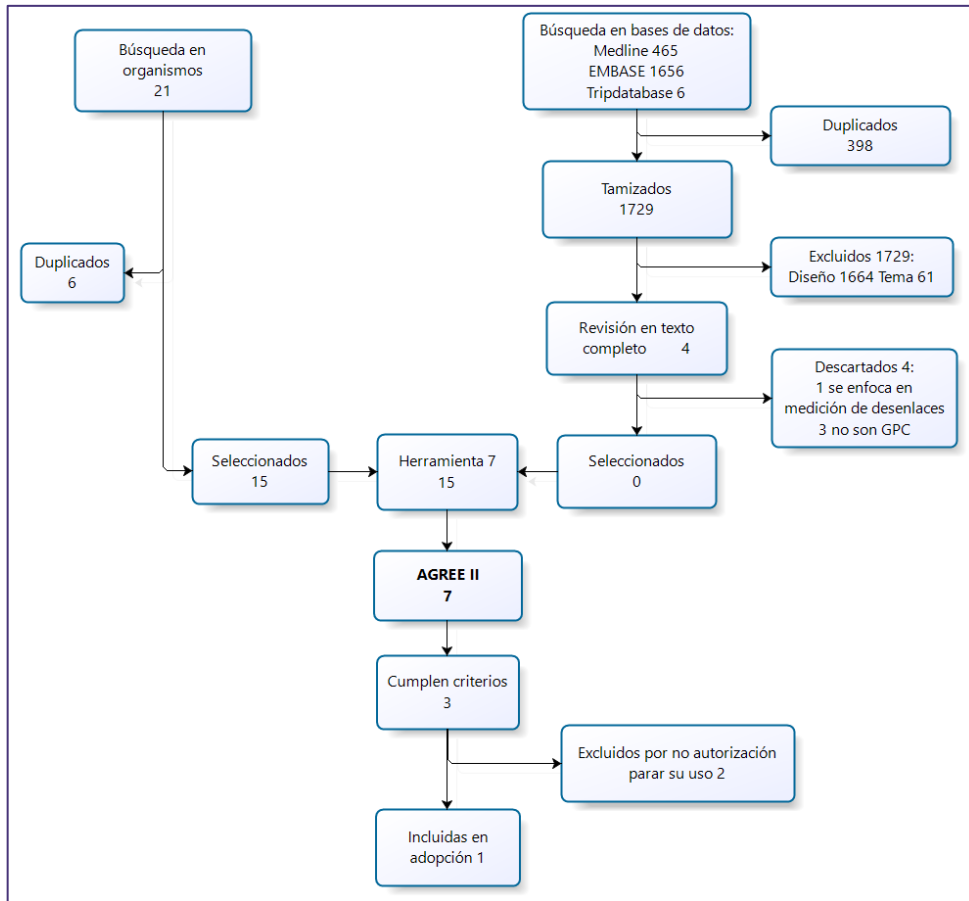 Búsqueda en
organismos
21
Búsqueda en bases de datos:
Medline 465
EMBASE 1656
Tripdatabase 6
Duplicados
398
Tamizados
1729
Duplicados
6
Excluidos 1729:
Diseño 1664 Tema 61
Revisión en texto
completo 4
Descartados 4:
1 se enfoca en
medición de desenlaces
3 no son GPC
Seleccionados
15
Herramienta 7
15
Seleccionados
0
AGREE II
7
Cumplen criterios
3
Excluidos por no autorización
parar su uso 2
Incluidas en
adopción 1